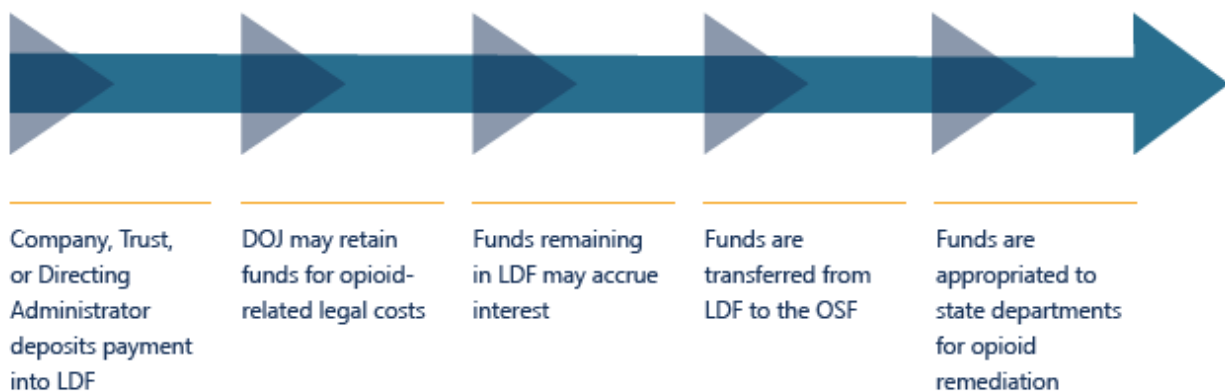 Company, Trust,
or Directing
Administrator
deposits payment
into LDF
DOJ may retain
funds for opioid-
related legal costs
Funds remaining
in LDF may accrue
interest
Funds are
transferred from
LDF to the OSF
Funds are
appropriated to
state departments
for opioid
remediation